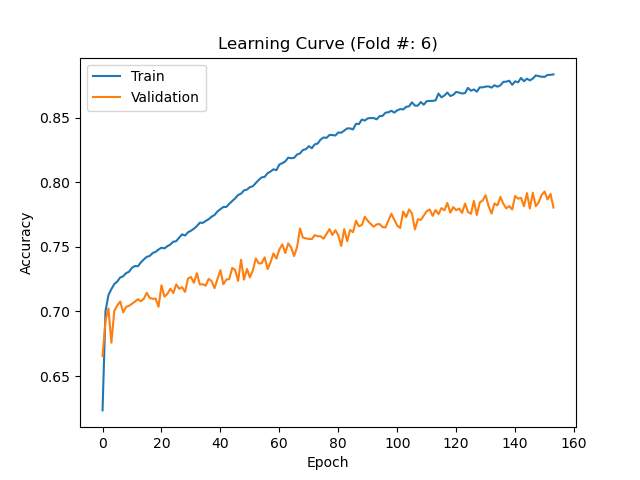 Learning Curve (Fold #: 6)
Train
Validation
0.85
0.80
0.75
0.70
0.65
Accuracy
0 20 40 60 80 100 120 140 160
Epoch